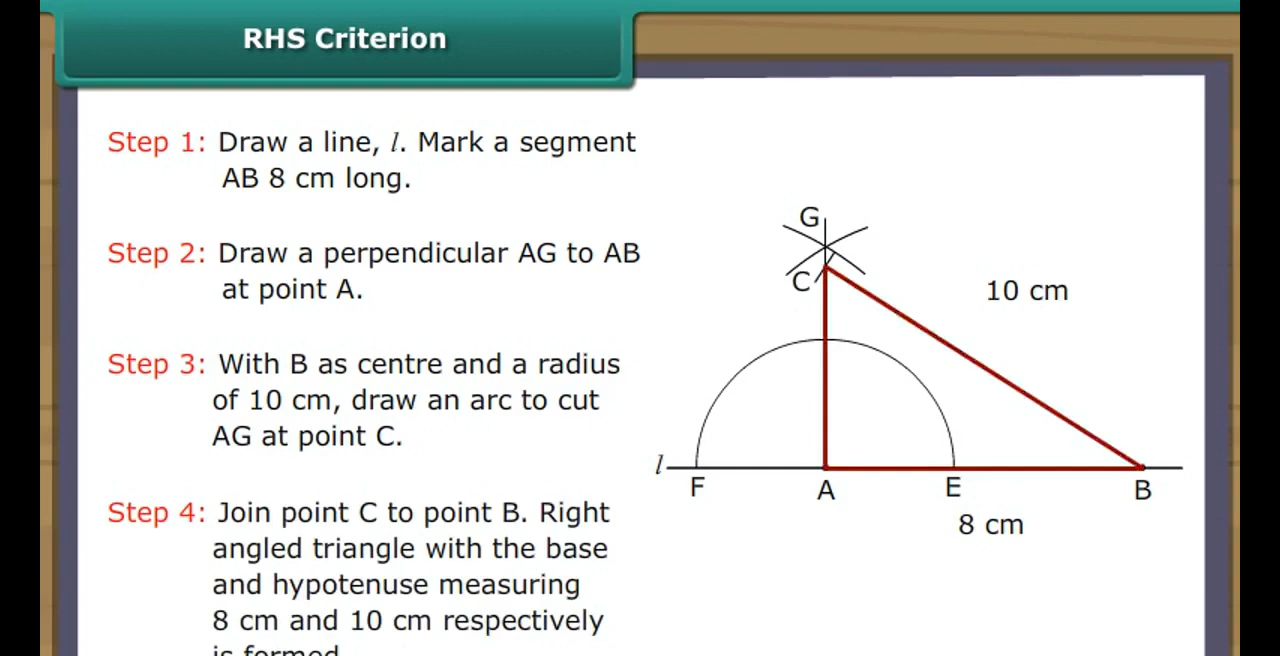 RHS Criterion
Step 1: Draw a line, l. Mark a segment
AB 8 cm long.
Step 2: Draw a perpendicular AG to AB
at point A.
Step 3: With B as centre and a radius
of 10 cm, draw an arc to cut
AG at point C.
Step 4: Join point C to point B. Right
angled triangle with the base
and hypotenuse measuring
8 cm and 10 cm respectively
is formed
G
C
10 cm
l
F
A
E
B
8 cm